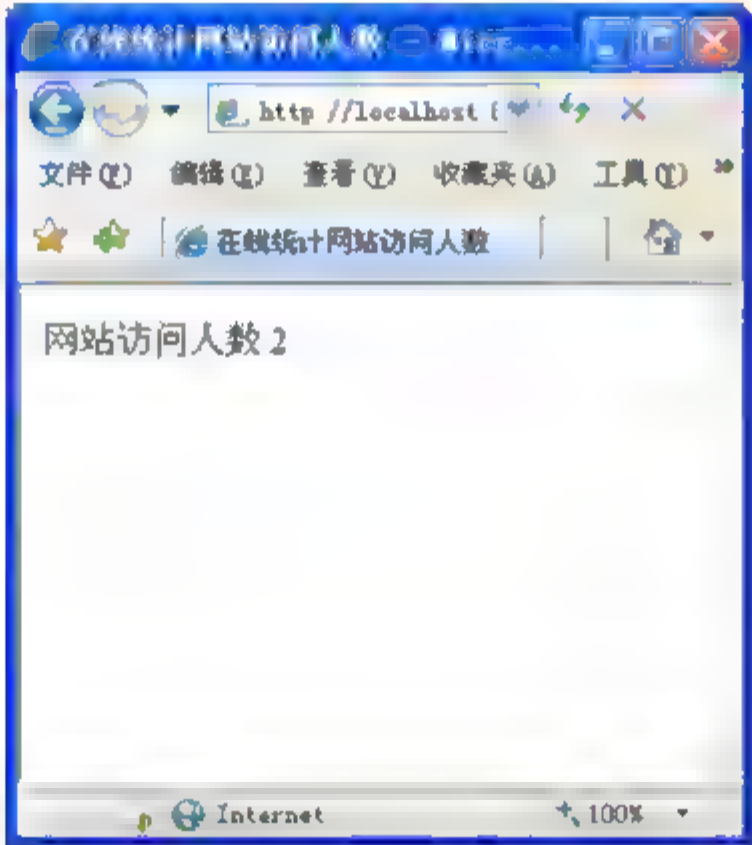 在线统计网站访问人数
http //localhost
文件(F) 编辑(E) 查看(V) 收藏夹(A) 工具(T) »
在线统计网站访问人数
网站访问人数 2
Internet 100%